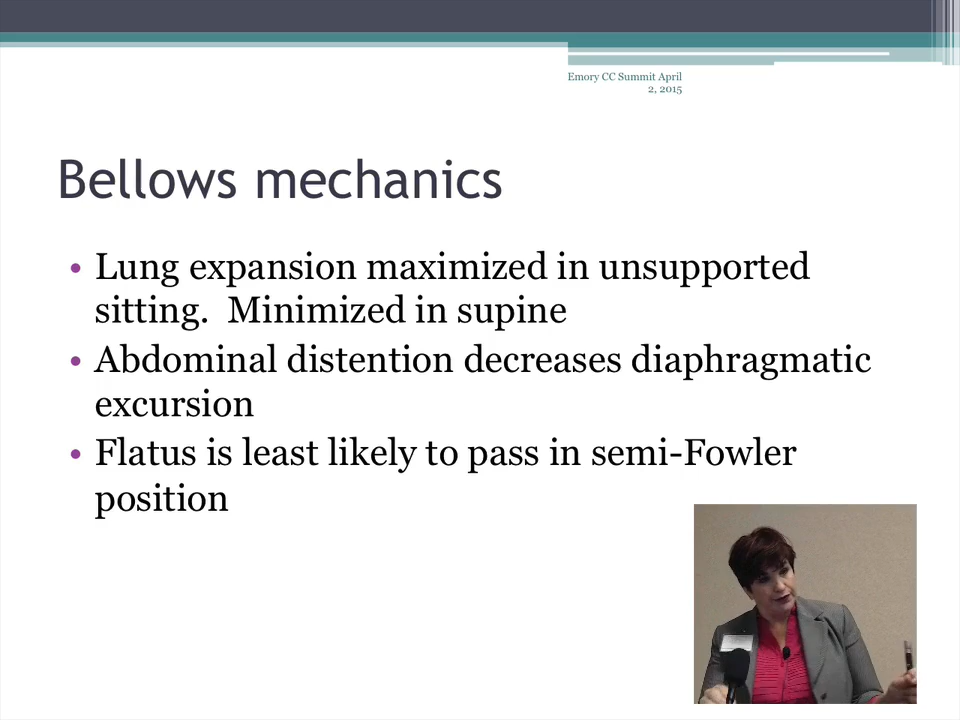 Emory CC Summit April
2, 2015
Bellows mechanics
• Lung expansion maximized in unsupported
sitting.  Minimized in supine
• Abdominal distention decreases diaphragmatic
excursion
• Flatus is least likely to pass in semi-Fowler
position